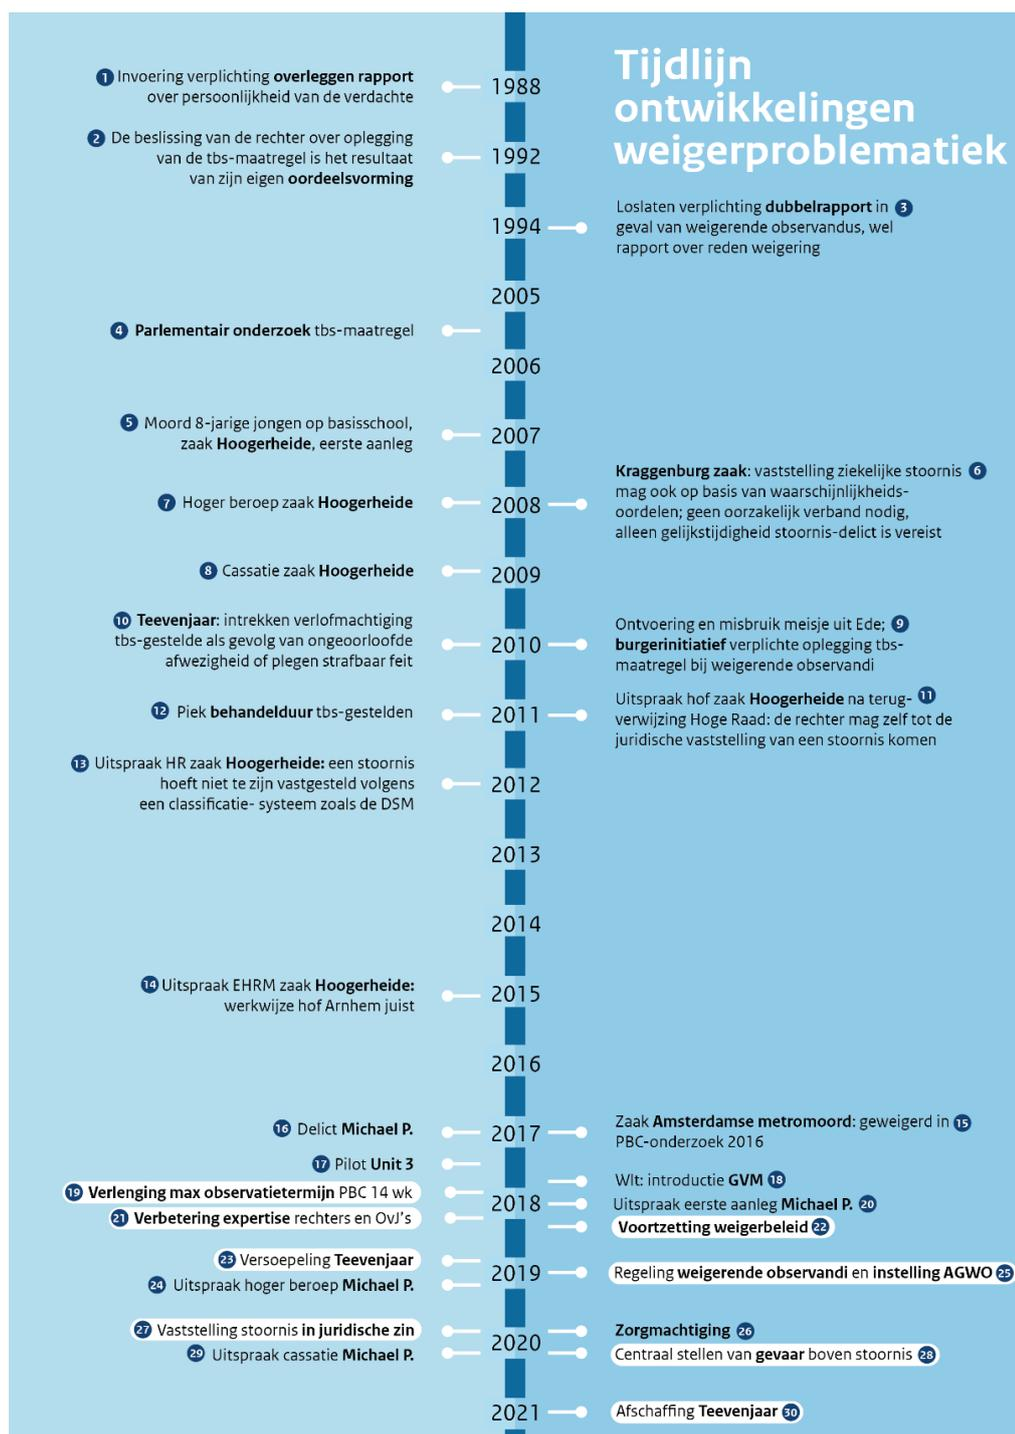 Tijdlijn
ontwikkelingen
weigerproblematiek
1 Invoering verplichting overleggen rapport
over persoonlijkheid van de verdachte
1988
2 De beslissing van de rechter over oplegging
van de tbs-maatregel is het resultaat
van zijn eigen oordeelsvorming
1992
1994
Loslaten verplichting dubbelrapport in 3
geval van weigerende observandus, wel
rapport over reden weigering
2005
4 Parlementair onderzoek tbs-maatregel
2006
5 Moord 8-jarige jongen op basisschool,
zaak Hoogerheide, eerste aanleg
2007
Kraggenburg zaak: vaststelling ziekelijke stoornis 6
mag ook op basis van waarschijnlijkheids-
oordelen; geen oorzakelijk verband nodig,
alleen gelijkstijdigheid stoornis-delict is vereist
7 Hoger beroep zaak Hoogerheide
2008
8 Cassatie zaak Hoogerheide
2009
10 Teevenjaar: intrekken verlofmachtiging
tbs-gestelde als gevolg van ongeoorloofde
afwezigheid of plegen strafbaar feit
2010
Ontvoering en misbruik meisje uit Ede; 9
burgerinitiatief verplichte oplegging tbs-
maatregel bij weigerende observandi
12 Piek behandelduur tbs-gestelden
2011
Uitspraak hof zaak Hoogerheide na terug- 11
verwijzing Hoge Raad: de rechter mag zelf tot de
juridische vaststelling van een stoornis komen
13 Uitspraak HR zaak Hoogerheide: een stoornis
hoeft niet te zijn vastgesteld volgens
een classificatie- systeem zoals de DSM
2012
2013
2014
14 Uitspraak EHRM zaak Hoogerheide:
werkwijze hof Arnhem juist
2015
2016
16 Delict Michael P.
2017
Zaak Amsterdamse metromoord: geweigerd in 15
PBC-onderzoek 2016
17 Pilot Unit 3
Wlt: introductie GVM 18
19 Verlenging max observatietermijn PBC 14 wk
2018
Uitspraak eerste aanleg Michael P. 20
21 Verbetering expertise rechters en OvJ's
Voortzetting weigerbeleid 22
23 Versoepeling Teevenjaar
24 Uitspraak hoger beroep Michael P.
2019
Regeling weigerende observandi en instelling AGWO 25
27 Vaststelling stoornis in juridische zin
Zorgmachtiging 26
2020
29 Uitspraak cassatie Michael P.
Centraal stellen van gevaar boven stoornis 28
2021
Afschaffing Teevenjaar 30